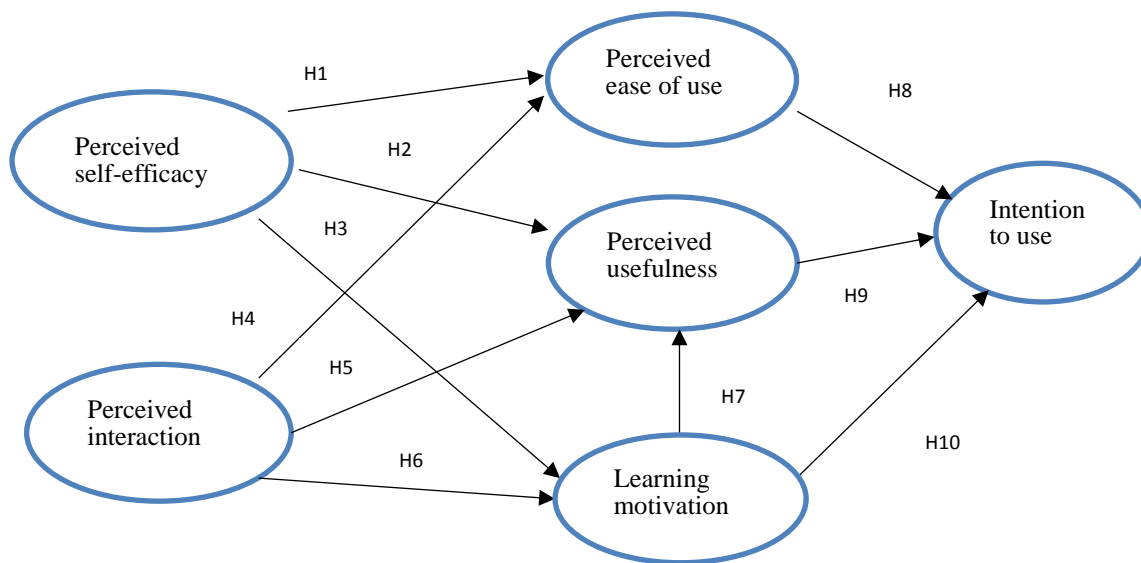 Perceived
ease of use
H1
H8
Perceived
self-efficacy
H2
Intention
to use
H3
Perceived
usefulness
H9
H4
H5
H7
Perceived
interaction
H6
H10
Learning
motivation